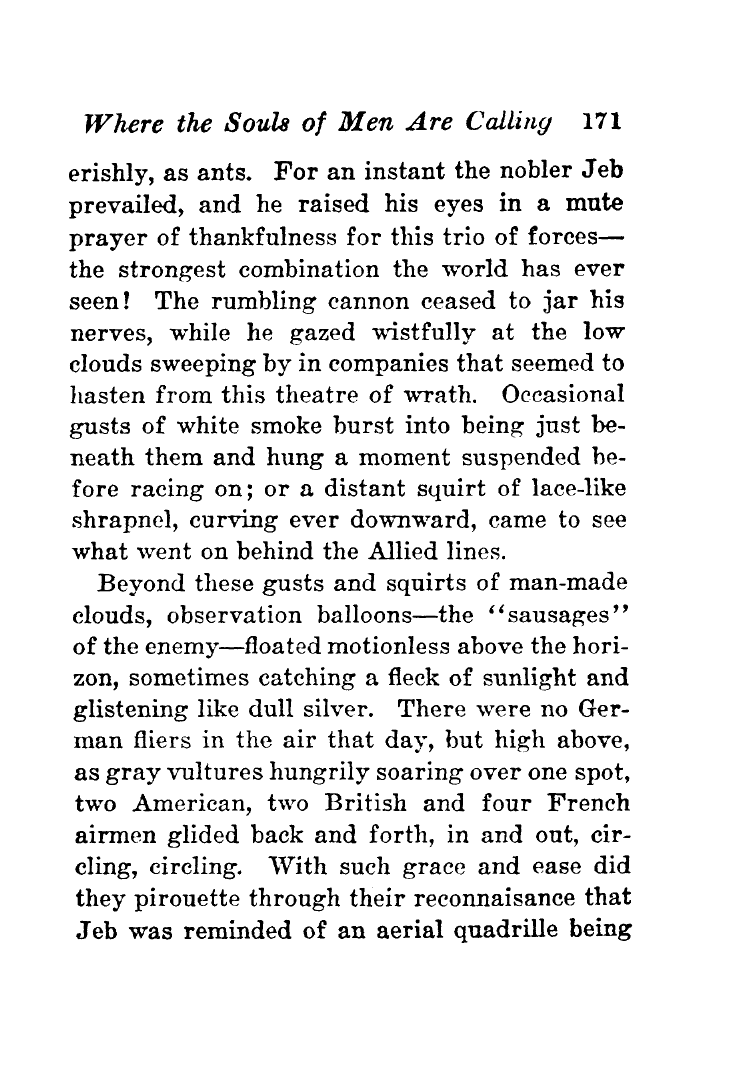 Where the Souls of Men Are Calling 171
erishly, as ants. For an instant the nobler Jeb
prevailed, and he raised his eyes in a mute
prayer of thankfulness for this trio of forces—
the strongest combination the world has ever
seen! The rumbling cannon ceased to jar his
nerves, while he gazed wistfully at the low
clouds sweeping by in companies that seemed to
hasten from this theatre of wrath. Occasional
gusts of white smoke burst into being just be-
neath them and hung a moment suspended be-
fore racing on; or a distant squirt of lace-like
shrapnel, curving ever downward, came to see
what went on behind the Allied lines.
Beyond these gusts and squirts of man-made
clouds, observation balloons—the “sausages”
of the enemy—floated motionless above the hori-
zon, sometimes catching a fleck of sunlight and
glistening like dull silver. There were no Ger-
man fliers in the air that day, but high above,
as gray vultures hungrily soaring over one spot,
two American, two British and four French
airmen glided back and forth, in and out, cir-
cling, circling. With such grace and ease did
they pirouette through their reconnaisance that
Jeb was reminded of an aerial quadrille being